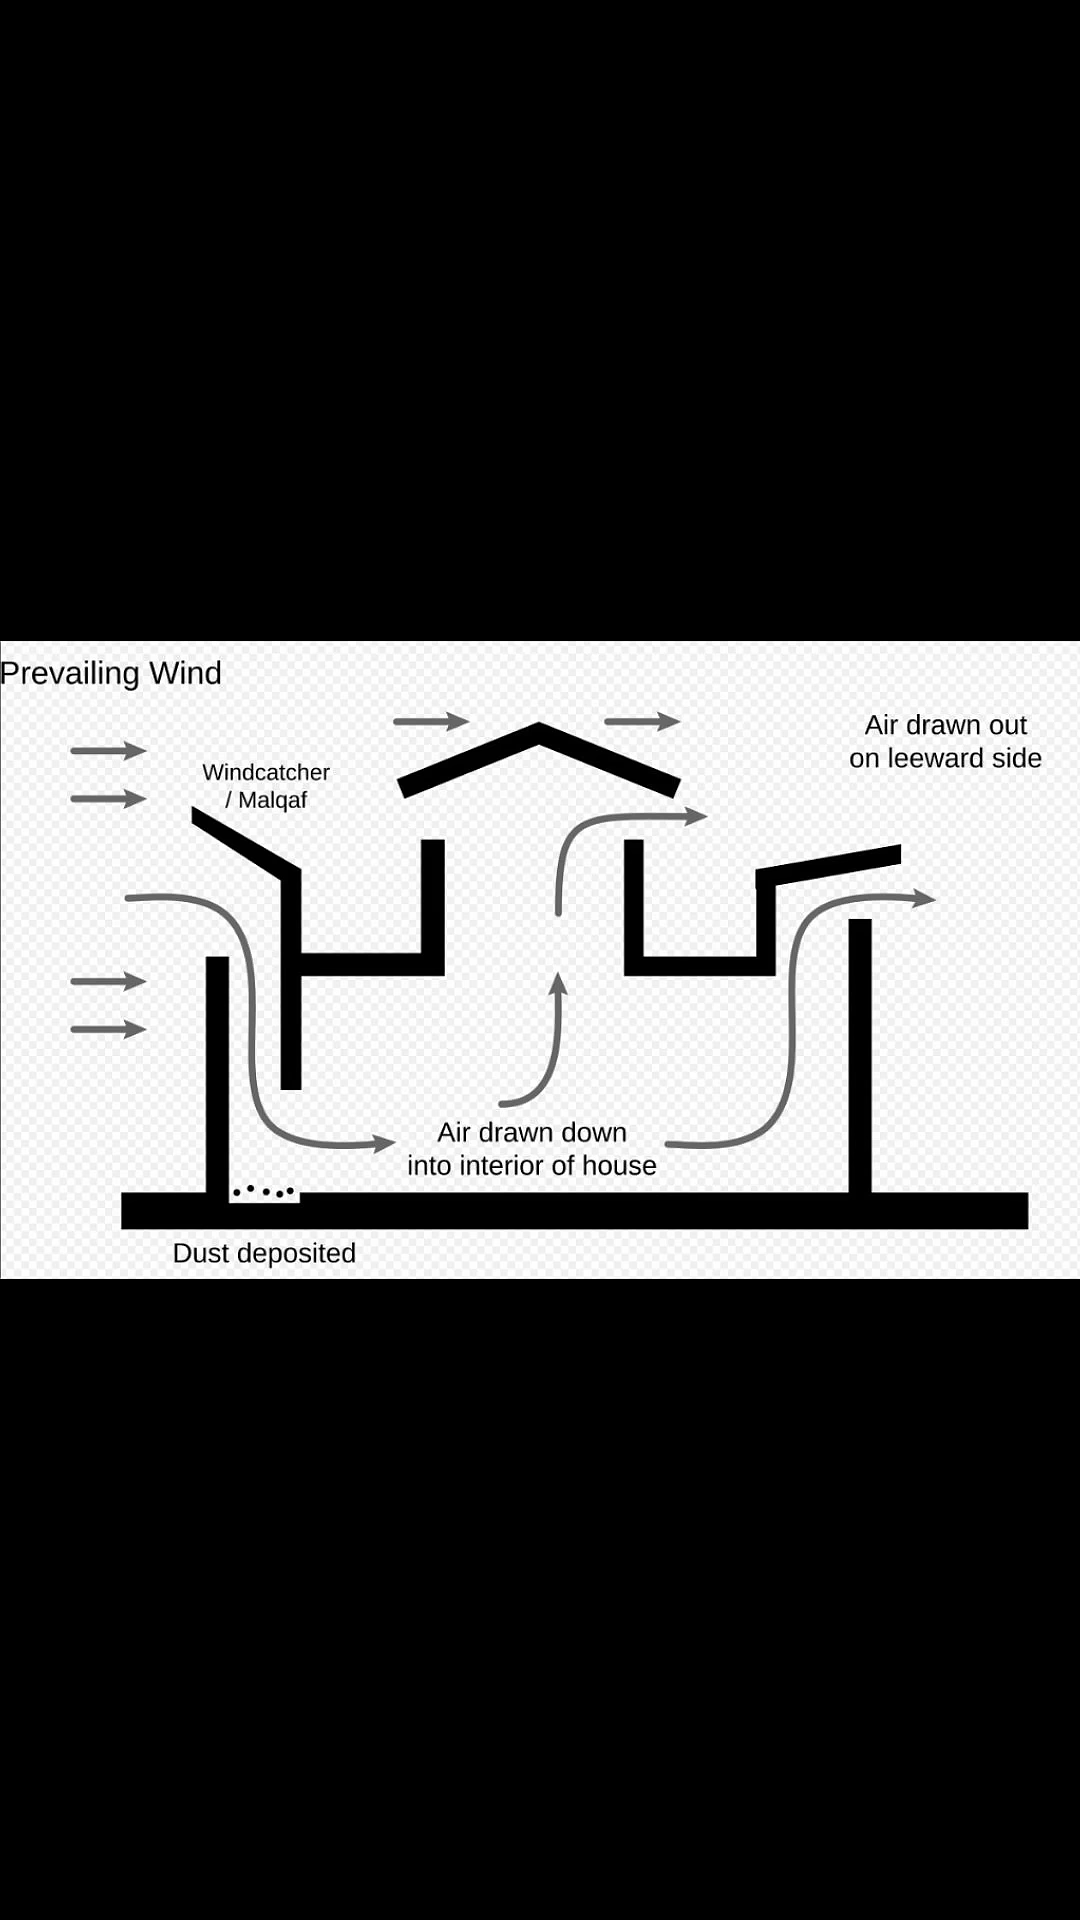 Prevailing Wind
Air drawn out
on leeward side
Windcatcher
/ Malqaf
Air drawn down
into interior of house
Dust deposited